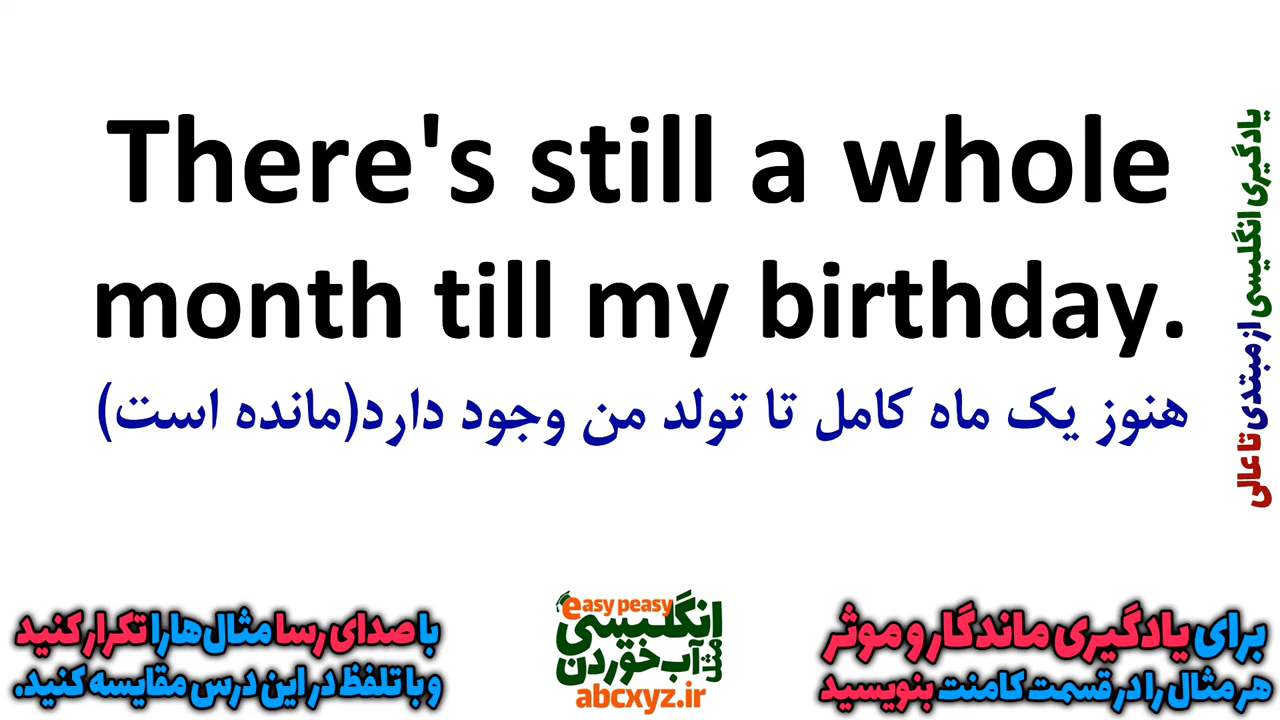 There's still a whole
month till my birthday.
هنوز یک ماه کامل تا تولد من وجود دارد(مانده است)
یادگیری انگلیسی از مبتدی تا عالی
برای یادگیری ماندگار و موثر
هر مثال را در قسمت کامنت بنویسید
easy peasy
انگلیسی
مثل آب خوردن
abcxyz.ir
با صدای رسا مثال‌ها را تکرار کنید
و با تلفظ در این درس مقایسه کنید.